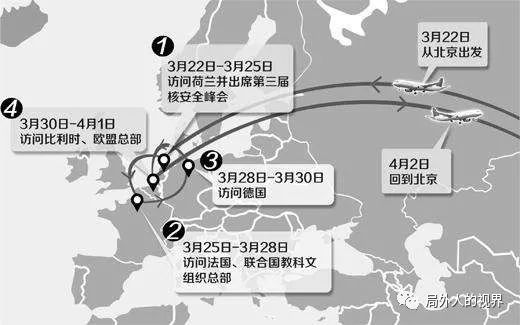 1
3月22日-3月25日
访问荷兰并出席第三届
核安全峰会
3月22日
从北京出发
4
3月30日-4月1日
访问比利时、欧盟总部
3
3月28日-3月30日
访问德国
4月2日
回到北京
2
3月25日-3月28日
访问法国、联合国教科文
组织总部
局外人的视界